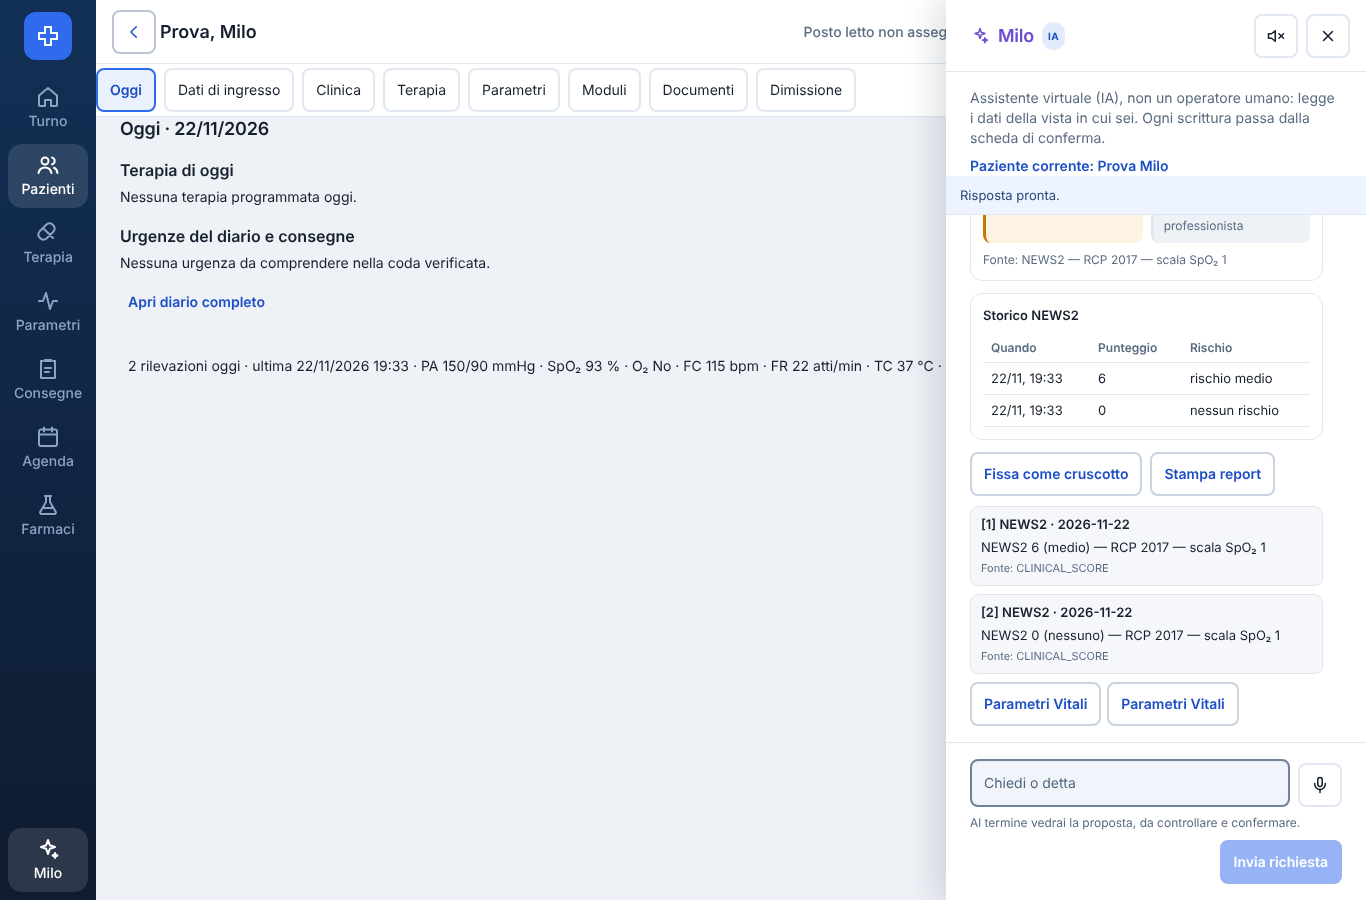 Turno
Pazienti
Terapia
Parametri
Consegne
Agenda
Farmaci
Milo
Prova, Milo
Posto letto non asseg
Oggi
Dati di ingresso
Clinica
Terapia
Parametri
Moduli
Documenti
Dimissione
Oggi · 22/11/2026
Terapia di oggi
Nessuna terapia programmata oggi.
Urgenze del diario e consegne
Nessuna urgenza da comprendere nella coda verificata.
Apri diario completo
2 rilevazioni oggi · ultima 22/11/2026 19:33 · PA 150/90 mmHg · SpO₂ 93 % · O₂ No · FC 115 bpm · FR 22 atti/min · TC 37 °C ·
Milo IA
Assistente virtuale (IA), non un operatore umano: legge
i dati della vista in cui sei. Ogni scrittura passa dalla
scheda di conferma.
Paziente corrente: Prova Milo
Risposta pronta.
professionista
Fonte: NEWS2 — RCP 2017 — scala SpO₂ 1
Storico NEWS2
Quando Punteggio Rischio
22/11, 19:33 6 rischio medio
22/11, 19:33 0 nessun rischio
Fissa come cruscotto
Stampa report
[1] NEWS2 · 2026-11-22
NEWS2 6 (medio) — RCP 2017 — scala SpO₂ 1
Fonte: CLINICAL_SCORE
[2] NEWS2 · 2026-11-22
NEWS2 0 (nessuno) — RCP 2017 — scala SpO₂ 1
Fonte: CLINICAL_SCORE
Parametri Vitali
Parametri Vitali
Chiedi o detta
Al termine vedrai la proposta, da controllare e confermare.
Invia richiesta